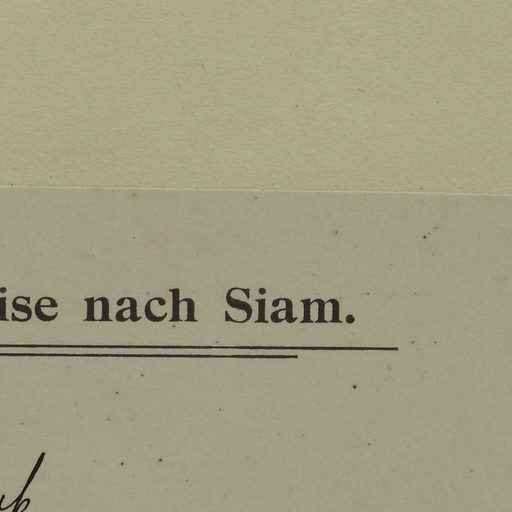 ise nach Siam.